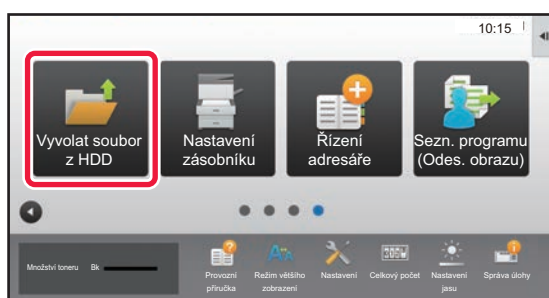 10:15
Vyvolat soubor
z HDD
Nastavení
zásobníku
Řízení
adresáře
Sezn. programu
(Odes. obrazu)
Množství toneru Bk
Provozní
příručka
Režim většího
zobrazení
Nastavení
Celkový počet
Nastavení
jasu
Správa úlohy